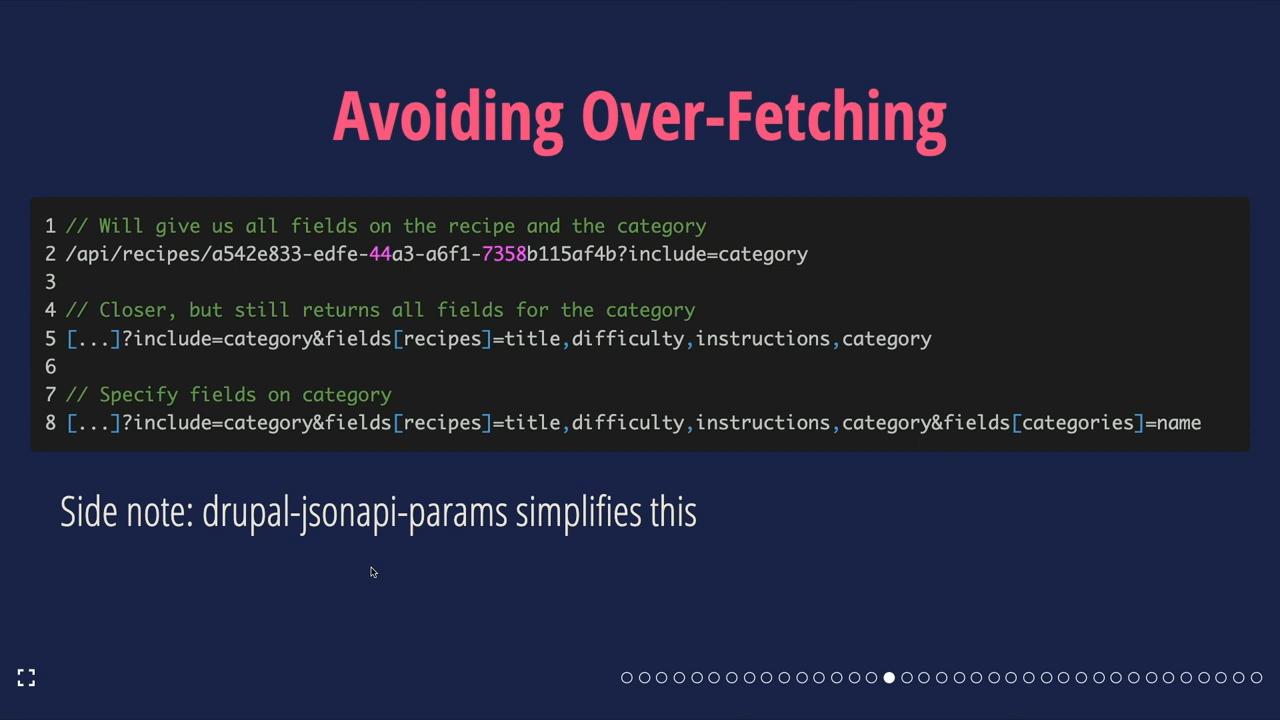 Avoiding Over-Fetching
1 // Will give us all fields on the recipe and the category
2 /api/recipes/a542e833-edfe-44a3-a6f1-7358b115af4b?include=category
3
4 // Closer, but still returns all fields for the category
5 [...]?include=category&fields[recipes]=title,difficulty,instructions,category
6
7 // Specify fields on category
8 [...]?include=category&fields[recipes]=title,difficulty,instructions,category&fields[categories]=name
Side note: drupal-jsonapi-params simplifies this